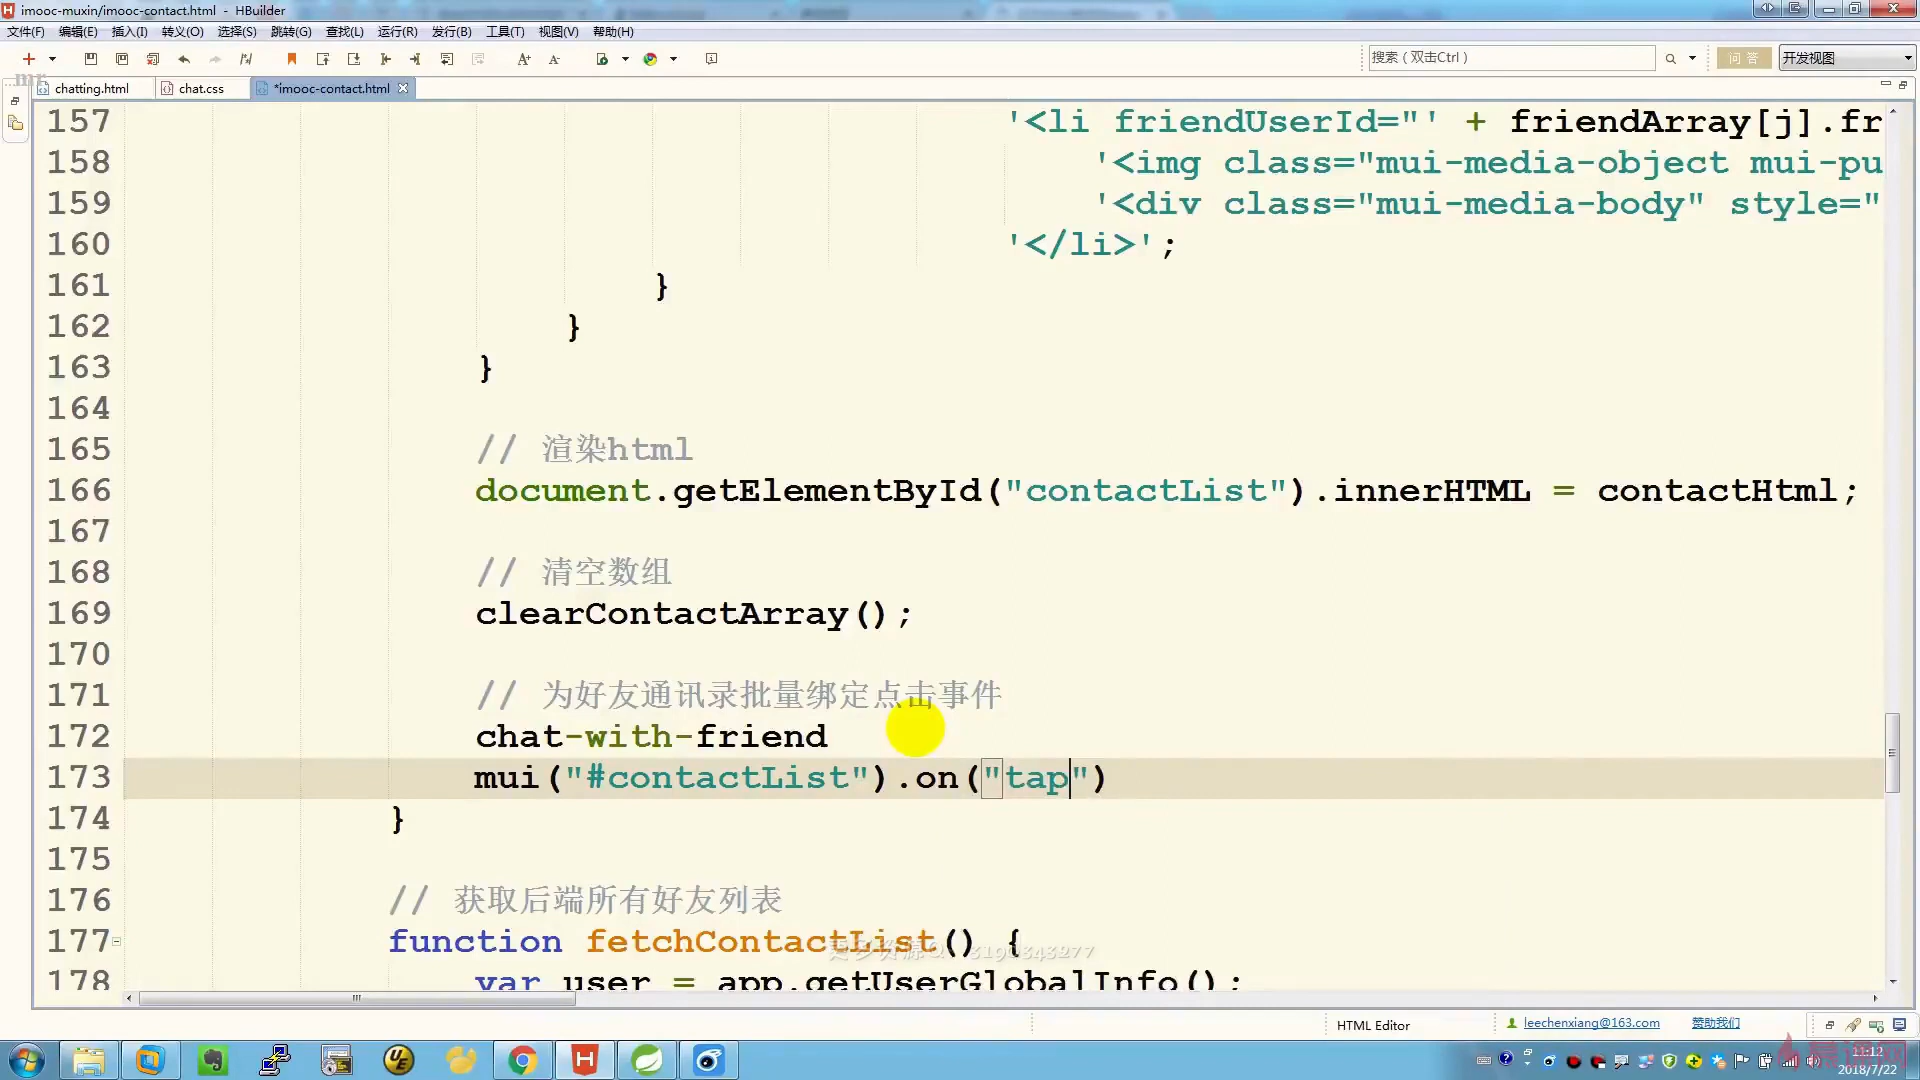 imooc-muxin/imooc-contact.html - HBuilder
文件(F) 编辑(E) 插入(I) 转义(O) 选择(S) 跳转(G) 查找(L) 运行(R) 发行(B) 工具(T) 视图(V) 帮助(H)
搜索(双击Ctrl) 问答 开发视图
chatting.html chat.css *imooc-contact.html
157 '<li friendUserId="' + friendArray[j].fr
158 '<img class="mui-media-object mui-pu
159 '<div class="mui-media-body" style="
160 '</li>';
161 }
162 }
163 }
164
165 // 渲染html
166 document.getElementById("contactList").innerHTML = contactHtml;
167
168 // 清空数组
169 clearContactArray();
170
171 // 为好友通讯录批量绑定点击事件
172 chat-with-friend
173 mui("#contactList").on("tap")
174 }
175
176 // 获取后端所有好友列表
177 function fetchContactList() {
178 var user = app.getUserGlobalInfo();
HTML Editor leechenxiang@163.com 赞助我们
11:12
2018/7/22